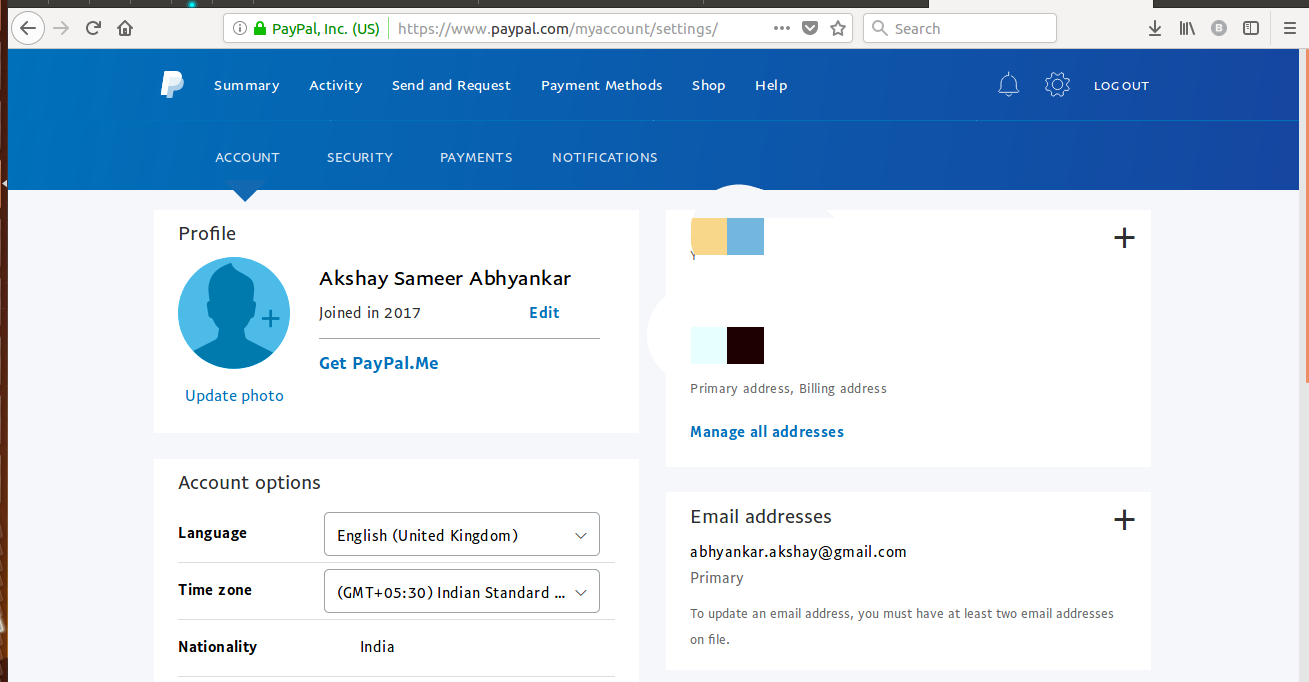 PayPal, Inc. (US)
https://www.paypal.com/myaccount/settings/
Search
B
Summary
Activity
Send and Request
Payment Methods
Shop
Help
LOG OUT
ACCOUNT
SECURITY
PAYMENTS
NOTIFICATIONS
Profile
Akshay Sameer Abhyankar
Joined in 2017
Edit
Get PayPal.Me
Update photo
Account options
Language
English (United Kingdom)
Time zone
(GMT+05:30) Indian Standard ...
Nationality
India
Primary address, Billing address
Manage all addresses
Email addresses
abhyankar.akshay@gmail.com
Primary
To update an email address, you must have at least two email addresses
on file.